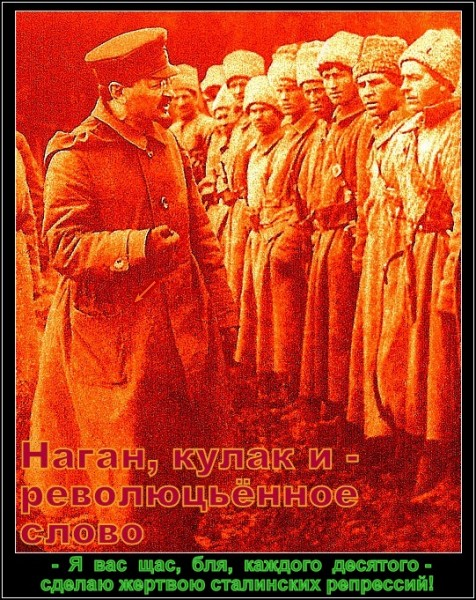 Наган, кулак и -
революцьённое
слово
- Я вас щас, бля, каждого десятого -
сделаю жертвою сталинских репрессий!